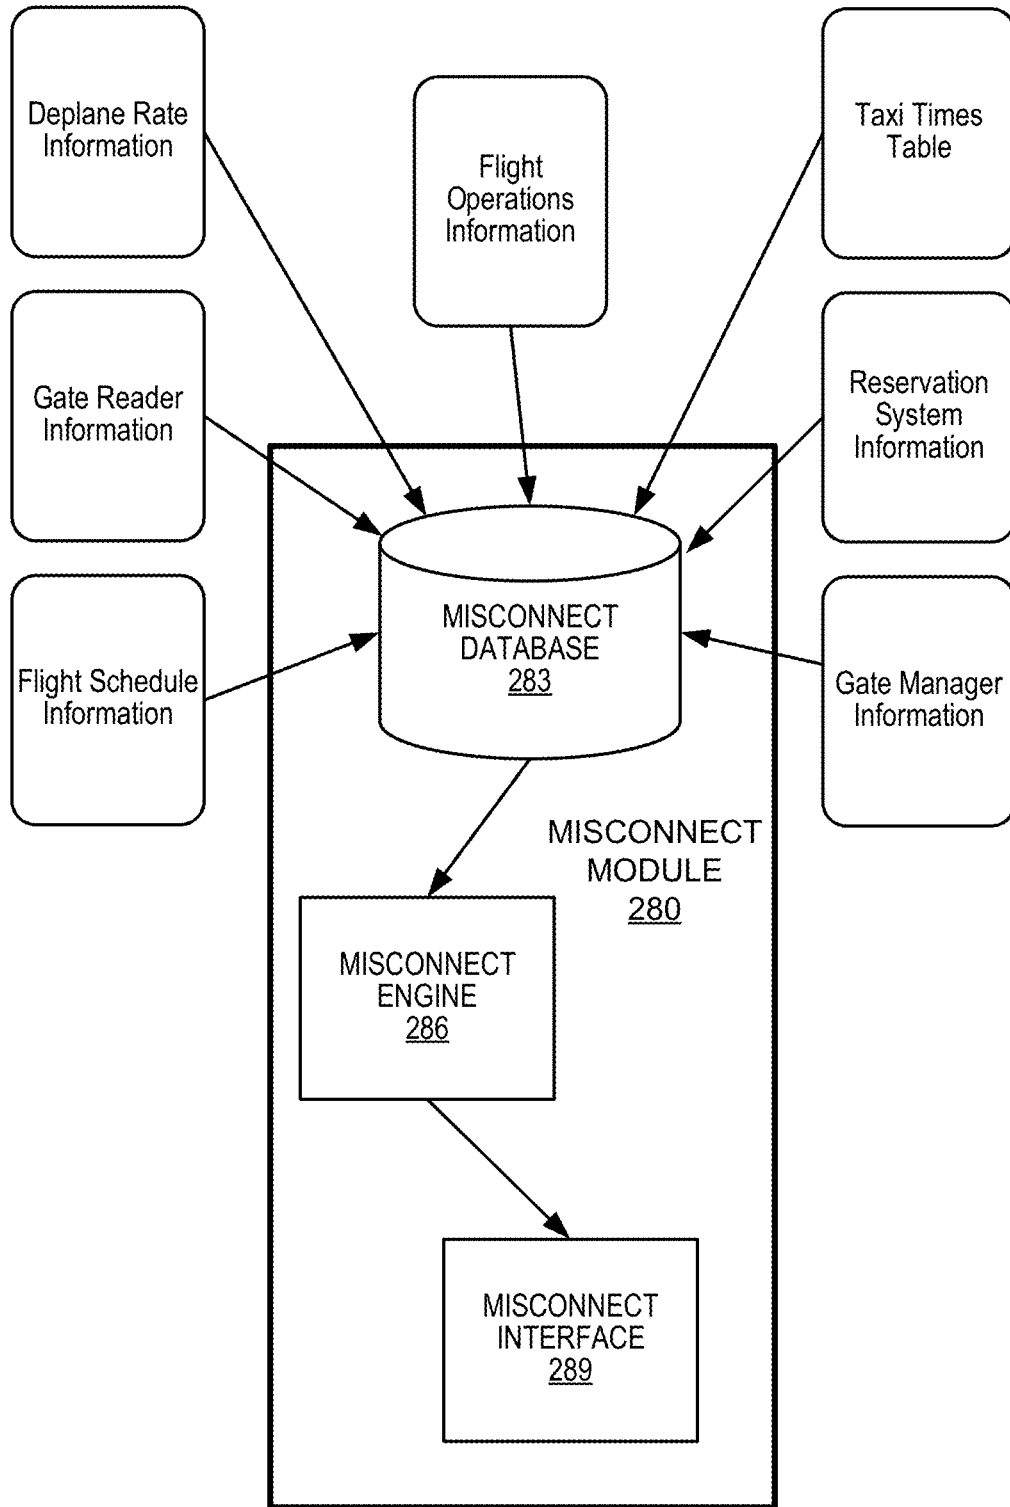 Deplane Rate
Information
Flight
Operations
Information
Taxi Times
Table
Gate Reader
Information
Reservation
System
Information
Flight Schedule
Information
MISCONNECT
DATABASE
283
Gate Manager
Information
MISCONNECT
MODULE
280
MISCONNECT
ENGINE
286
MISCONNECT
INTERFACE
289